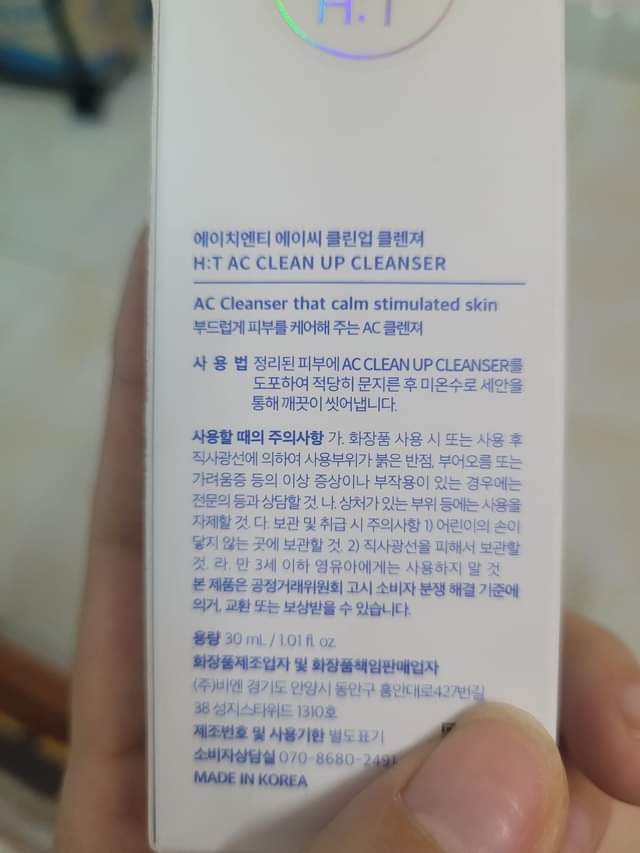 H:T
에이치엔티 에이씨 클린업 클렌져
H:T AC CLEAN UP CLEANSER
AC Cleanser that calm stimulated skin
부드럽게 피부를 케어해 주는 AC 클렌져
사 용 법 정리된 피부에 AC CLEAN UP CLEANSER를
도포하여 적당히 문지른 후 미온수로 세안을
통해 깨끗이 씻어냅니다.
사용할 때의 주의사항 가. 화장품 사용 시 또는 사용 후
직사광선에 의하여 사용부위가 붉은 반점, 부어오름 또는
가려움증 등의 이상 증상이나 부작용이 있는 경우에는
전문의 등과 상담할 것. 나. 상처가 있는 부위 등에는 사용을
자제할 것. 다. 보관 및 취급 시 주의사항 1) 어린이의 손이
닿지 않는 곳에 보관할 것. 2) 직사광선을 피해서 보관할
것. 라. 만 3세 이하 영유아에게는 사용하지 말 것
본 제품은 공정거래위원회 고시 소비자 분쟁 해결 기준에
의거, 교환 또는 보상받을 수 있습니다.
용량 30 mL / 1.01 fl. oz
화장품제조업자 및 화장품책임판매업자
(주)비엔 경기도 안양시 동안구 흥안대로427번길
38 성지스타위드 1310호
제조번호 및 사용기한 별도표기
소비자상담실 070-8680-2491
MADE IN KOREA